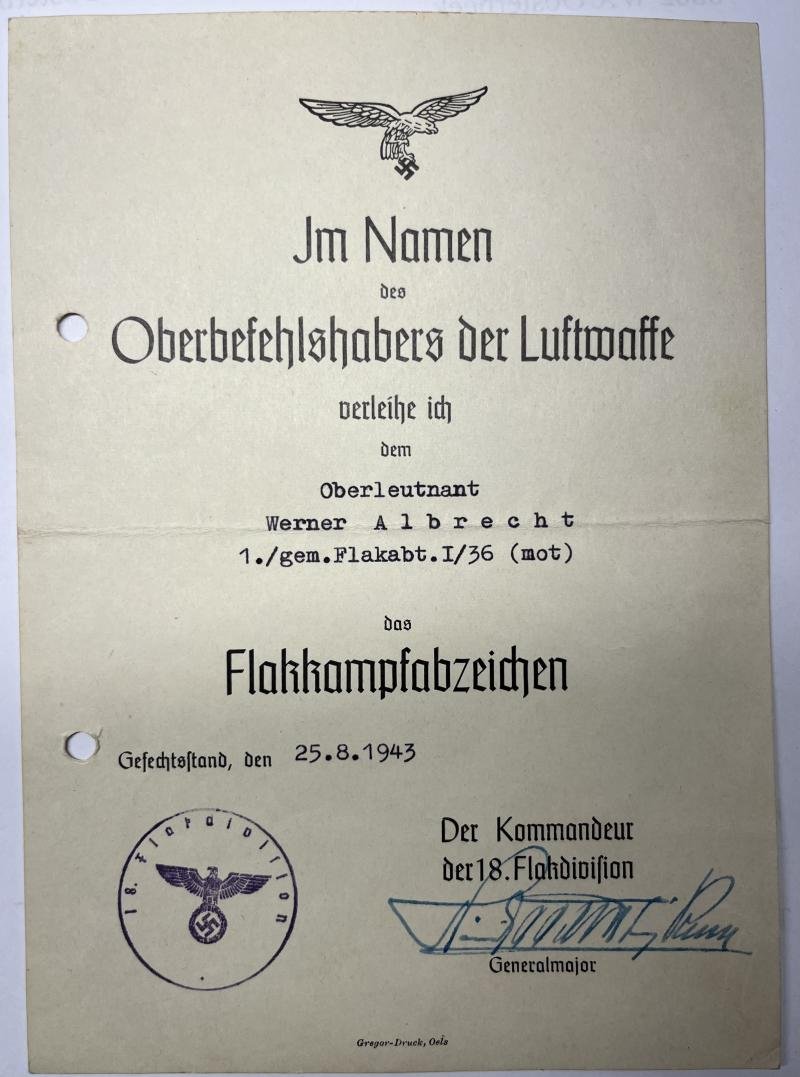 Im Namen
des
Oberbefehlshabers der Luftwaffe
verleihe ich
dem
Oberleutnant
Werner Albrecht
1./gem.Flakabt.I/36 (mot)
das
Flakkampfabzeichen
Gefechtsstand, den 25.8.1943
18. Flakdivision
Der Kommandeur
der 18. Flakdivision
Generalmajor
Gregor-Druck, Oels